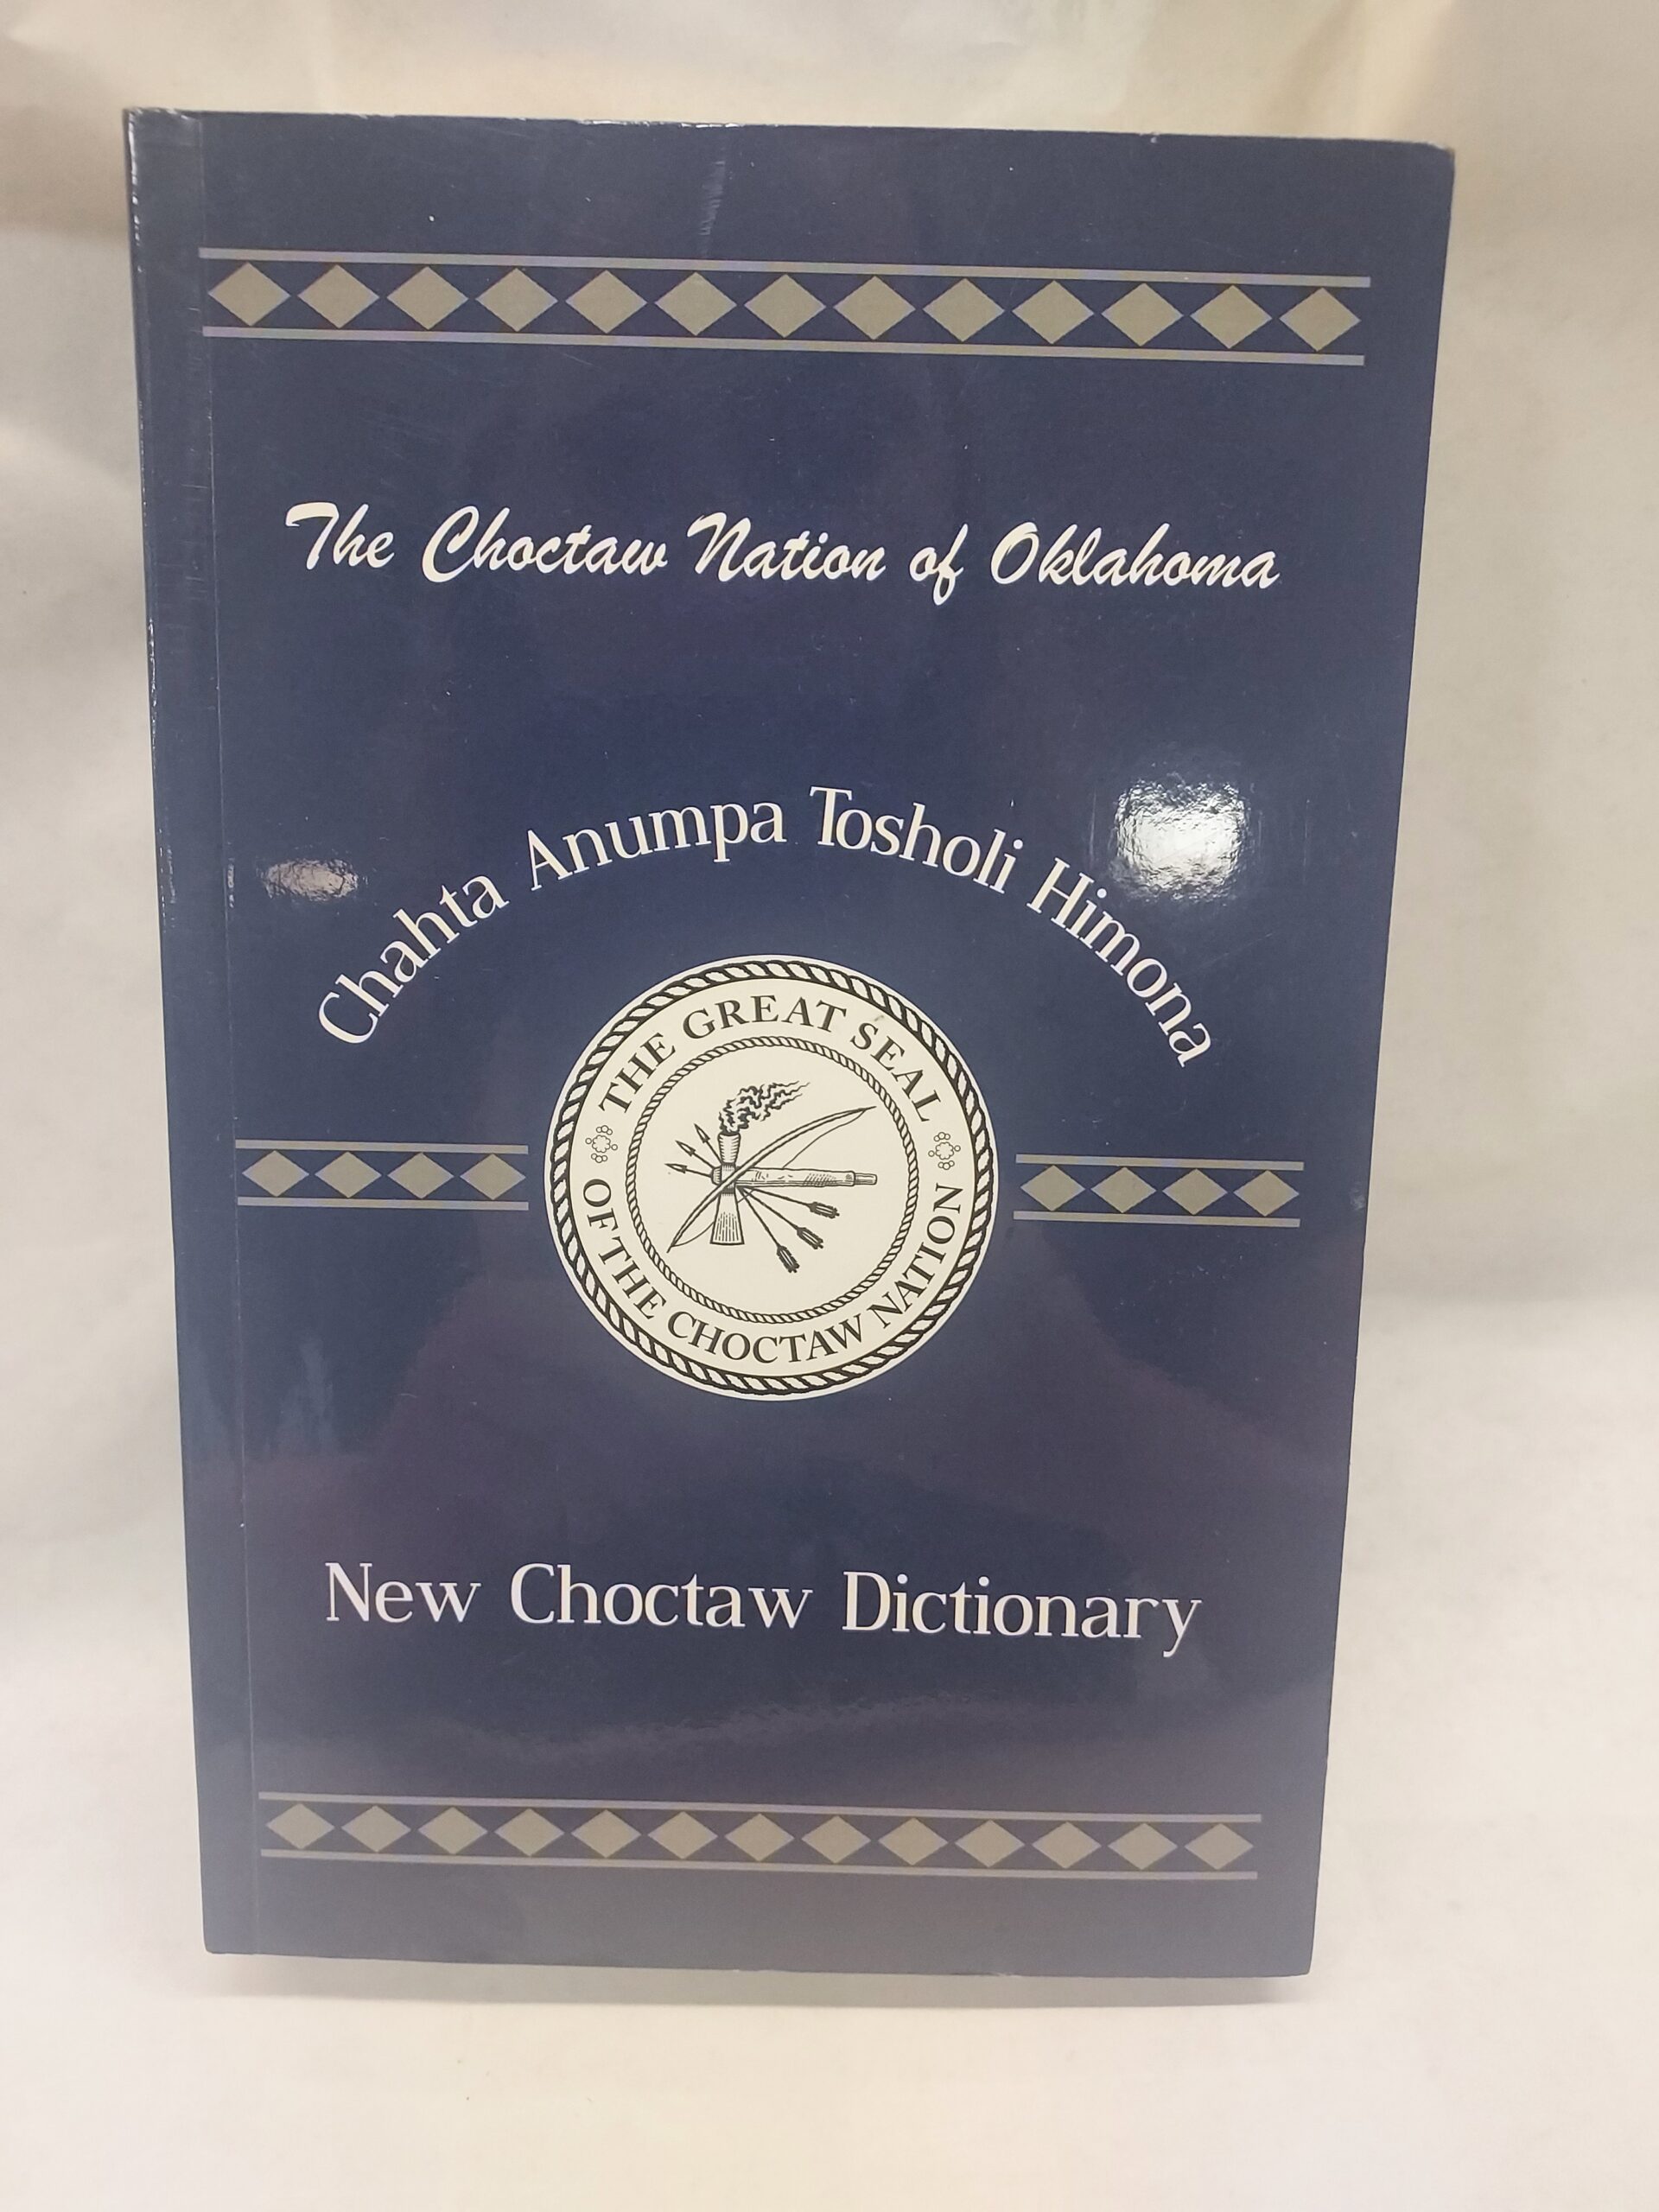 The Choctaw Nation of Oklahoma
Chahta Anumpa Tosholi Himona
THE GREAT SEAL
OF THE CHOCTAW NATION
New Choctaw Dictionary